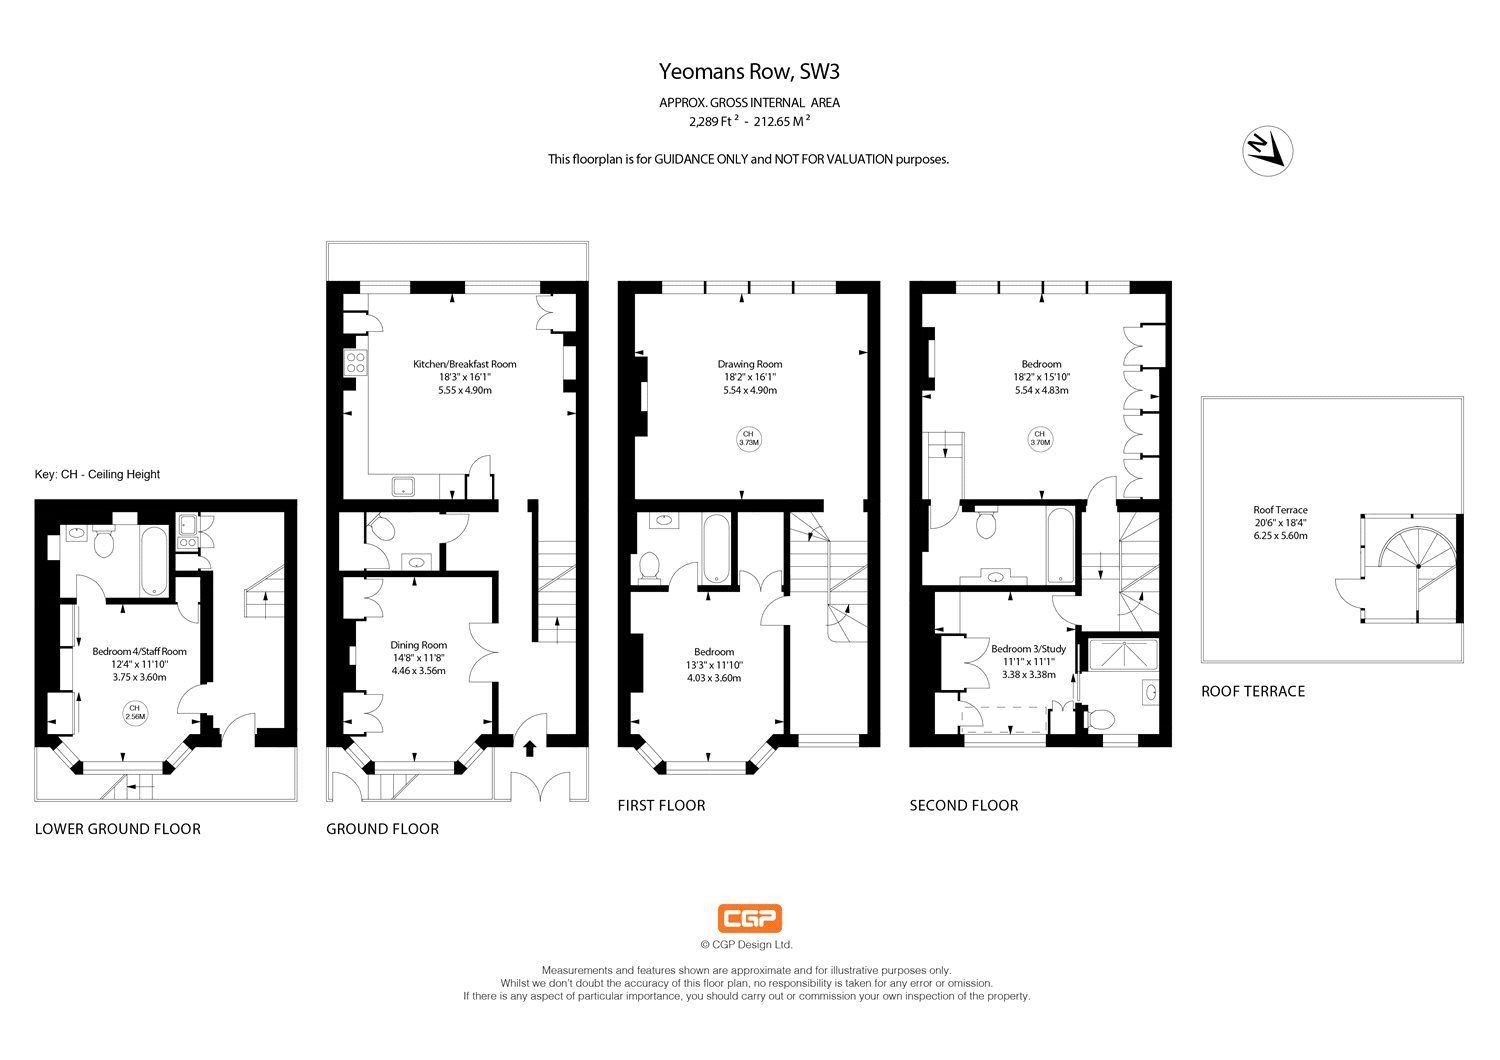 Yeomans Row, SW3
APPROX. GROSS INTERNAL AREA
2,289 Ft² - 212.65 M²
This floorplan is for GUIDANCE ONLY and NOT FOR VALUATION purposes.
N
Key: CH - Ceiling Height
Bedroom 4/Staff Room
12'4" x 11'10"
3.75 x 3.60m
CH
2.56M
LOWER GROUND FLOOR
Kitchen/Breakfast Room
18'3" x 16'1"
5.55 x 4.90m
Dining Room
14'8" x 11'8"
4.46 x 3.56m
GROUND FLOOR
Drawing Room
18'2" x 16'1"
5.54 x 4.90m
CH
3.73M
Bedroom
13'3" x 11'10"
4.03 x 3.60m
FIRST FLOOR
Bedroom
18'2" x 15'10"
5.54 x 4.83m
CH
3.70M
Bedroom 3/Study
11'1" x 11'1"
3.38 x 3.38m
SECOND FLOOR
Roof Terrace
20'6" x 18'4"
6.25 x 5.60m
ROOF TERRACE
CGP
© CGP Design Ltd.
Measurements and features shown are approximate and for illustrative purposes only.
Whilst we don't doubt the accuracy of this floor plan, no responsibility is taken for any error or omission.
If there is any aspect of particular importance, you should carry out or commission your own inspection of the property.